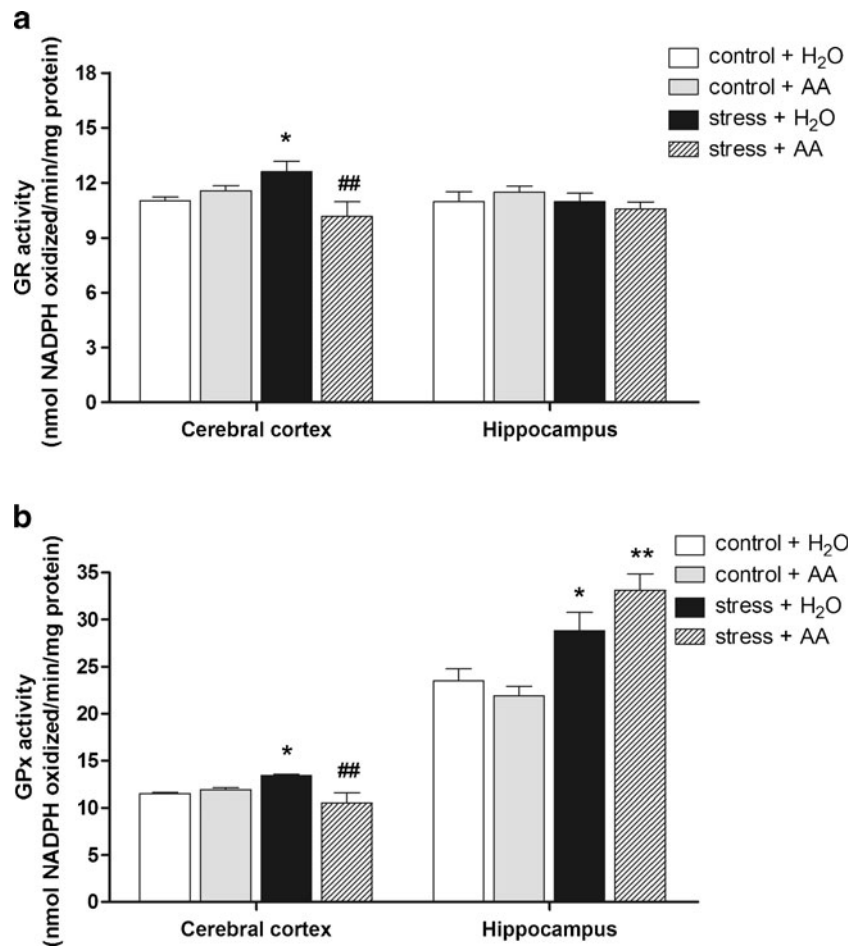 a
GR activity
(nmol NADPH oxidized/min/mg protein)
18
15
12
9
6
3
0
*
##
Cerebral cortex
Hippocampus
control + H₂O
control + AA
stress + H₂O
stress + AA
b
GPx activity
(nmol NADPH oxidized/min/mg protein)
35
30
25
20
15
10
5
0
*
##
*
**
Cerebral cortex
Hippocampus
control + H₂O
control + AA
stress + H₂O
stress + AA